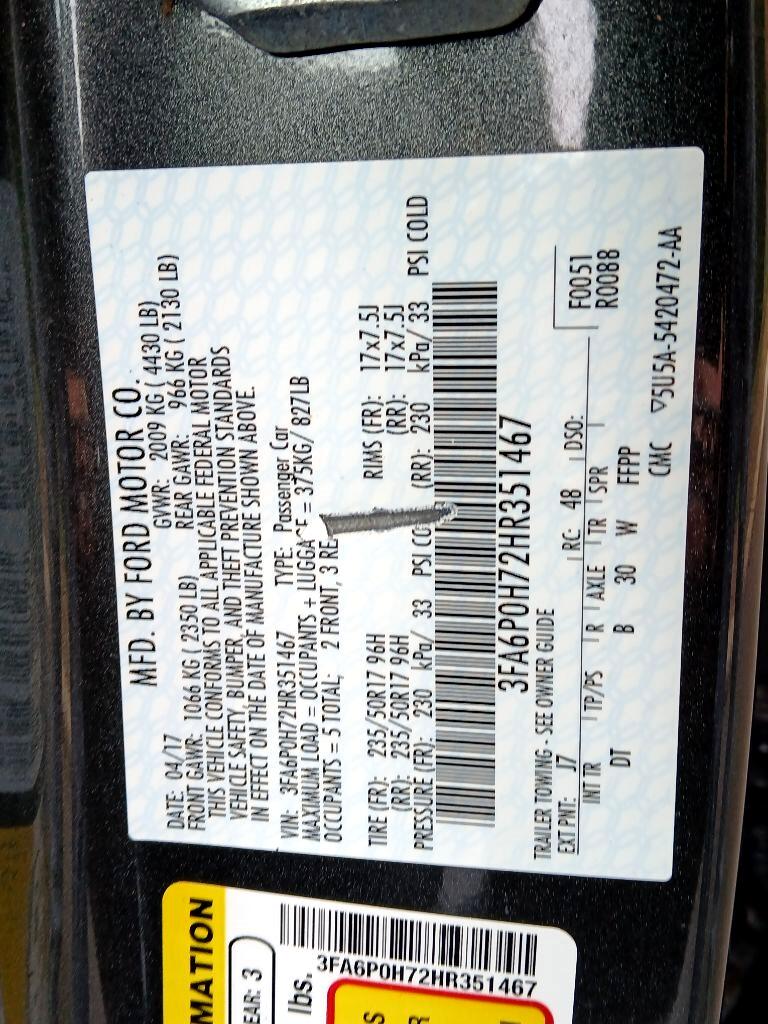 MFD. BY FORD MOTOR CO.
DATE: 04/17 GVWR: 2009 KG ( 4430 LB)
FRONT GAWR: 1066 KG ( 2350 LB) REAR GAWR: 966 KG ( 2130 LB)
THIS VEHICLE CONFORMS TO ALL APPLICABLE FEDERAL MOTOR
VEHICLE SAFETY, BUMPER, AND THEFT PREVENTION STANDARDS
IN EFFECT ON THE DATE OF MANUFACTURE SHOWN ABOVE.
VIN: 3FA6P0H72HR351467 TYPE: Passenger Car
MAXIMUM LOAD = OCCUPANTS + = 375KG/ 827LB
OCCUPANTS = 5 TOTAL: 2 FRONT, 3
TIRE (FR): 235/50R17 96H RIMS (FR): 17x7.5J
(RR): 235/50R17 96H (RR): 17x7.5J
PRESSURE (FR): 230 kPa/ 33 PSI (RR): 230 kPa/ 33 PSI COLD
3FA6P0H72HR351467
TRAILER TOWING - SEE OWNER GUIDE
EXT PNT: J7 RC: 48 DSO: F0051
INT TR TP/PS R AXLE TR SPR R0088
DT B 30 W FFPP
CMC ▽5U5A-5420472-AA
MATION
EAR: 3
lbs.
3FA6P0H72HR351467